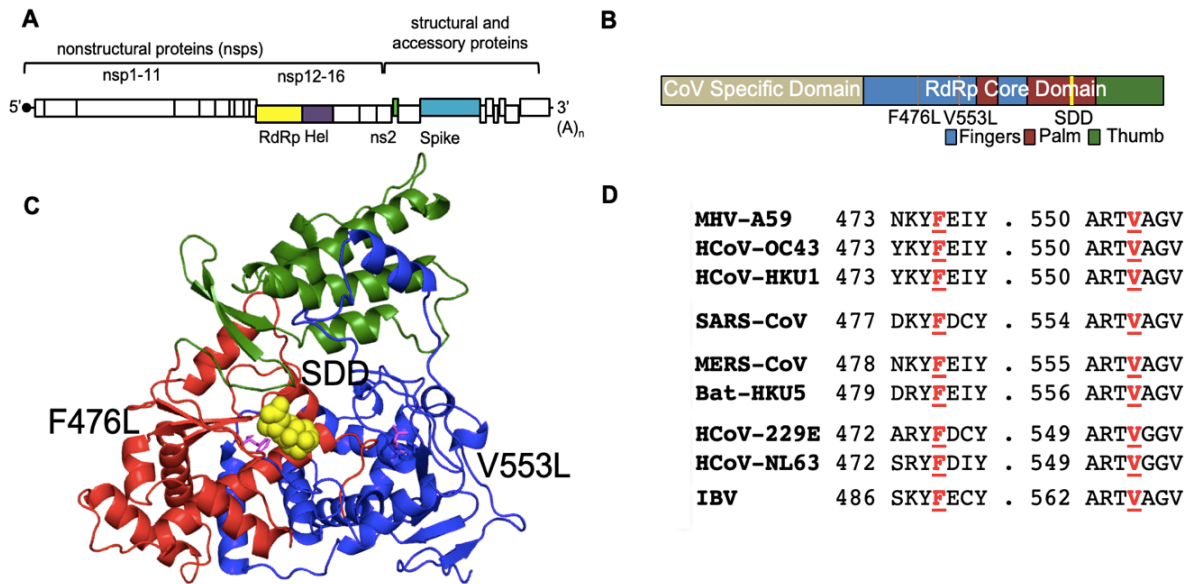 A
structural and
accessory proteins
nonstructural proteins (nsps)
nsp1-11 nsp12-16
5' 3'
(A)n
RdRp Hel ns2 Spike
B
CoV Specific Domain RdRp Core Domain
F476L V553L SDD
Fingers Palm Thumb
C
SDD
F476L
V553L
D
MHV-A59 473 NKYFEIY . 550 ARTVAGV
HCoV-OC43 473 YKYFEIY . 550 ARTVAGV
HCoV-HKU1 473 YKYFEIY . 550 ARTVAGV
SARS-CoV 477 DKYFDCY . 554 ARTVAGV
MERS-CoV 478 NKYFEIY . 555 ARTVAGV
Bat-HKU5 479 DRYFEIY . 556 ARTVAGV
HCoV-229E 472 ARYFDCY . 549 ARTVGGV
HCoV-NL63 472 SRYFDIY . 549 ARTVGGV
IBV 486 SKYFECY . 562 ARTVAGV